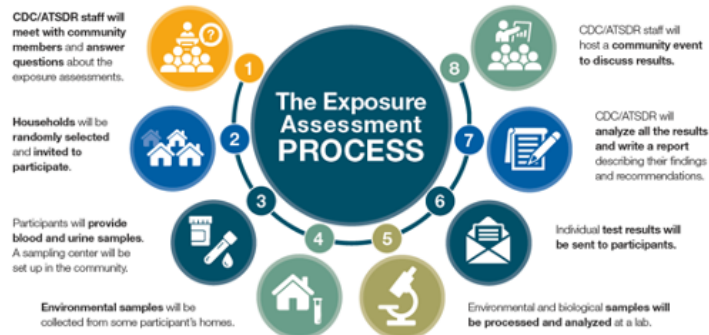 The Exposure
Assessment
PROCESS
1
CDC/ATSDR staff will
meet with community
members and answer
questions about the
exposure assessments.
2
Households will be
randomly selected
and invited to
participate.
3
Participants will provide
blood and urine samples.
A sampling center will be
set up in the community.
4
Environmental samples will be
collected from some participant's homes.
5
Environmental and biological samples will
be processed and analyzed at a lab.
6
Individual test results will
be sent to participants.
7
CDC/ATSDR will
analyze all the results
and write a report
describing their findings
and recommendations.
8
CDC/ATSDR staff will
host a community event
to discuss results.
?